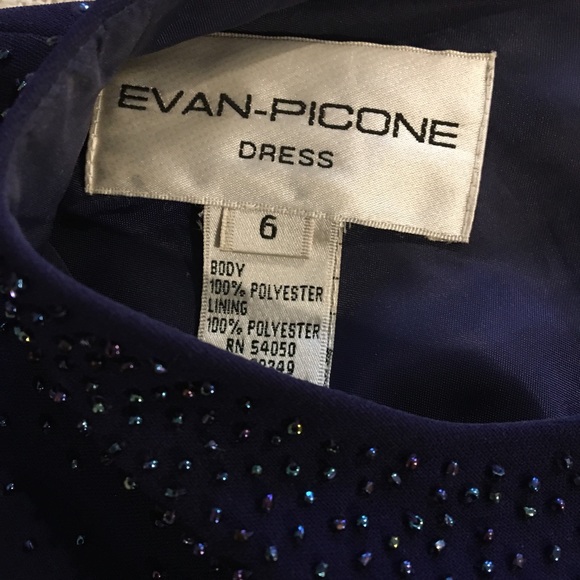 EVAN-PICONE
DRESS
6
BODY
100% POLYESTER
LINING
100% POLYESTER
RN 54050